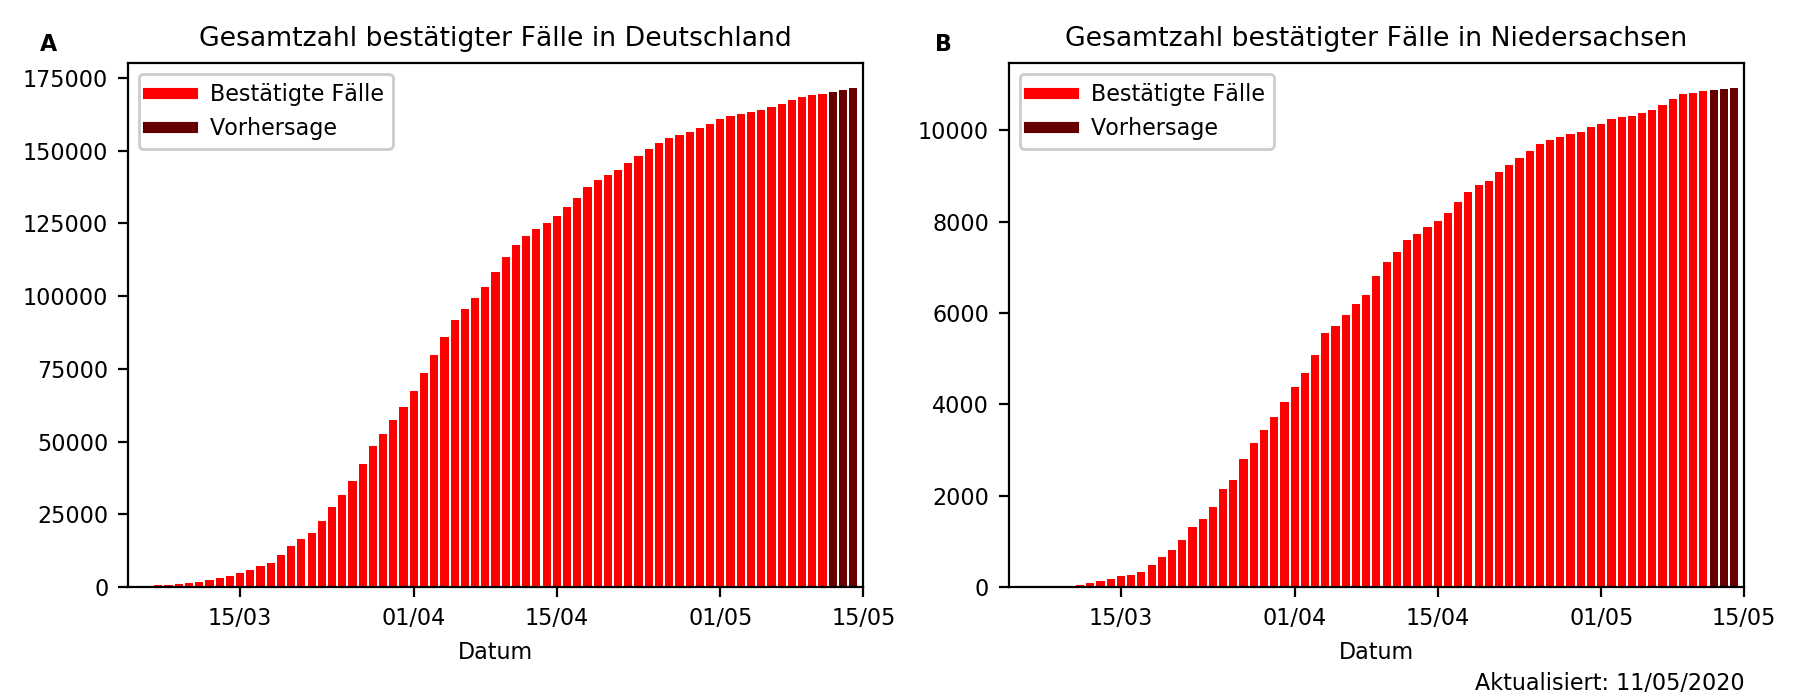 A
Gesamtzahl bestätigter Fälle in Deutschland
Bestätigte Fälle
Vorhersage
175000
150000
125000
100000
75000
50000
25000
0
15/03
01/04
15/04
01/05
15/05
Datum
B
Gesamtzahl bestätigter Fälle in Niedersachsen
Bestätigte Fälle
Vorhersage
10000
8000
6000
4000
2000
0
15/03
01/04
15/04
01/05
15/05
Datum
Aktualisiert: 11/05/2020